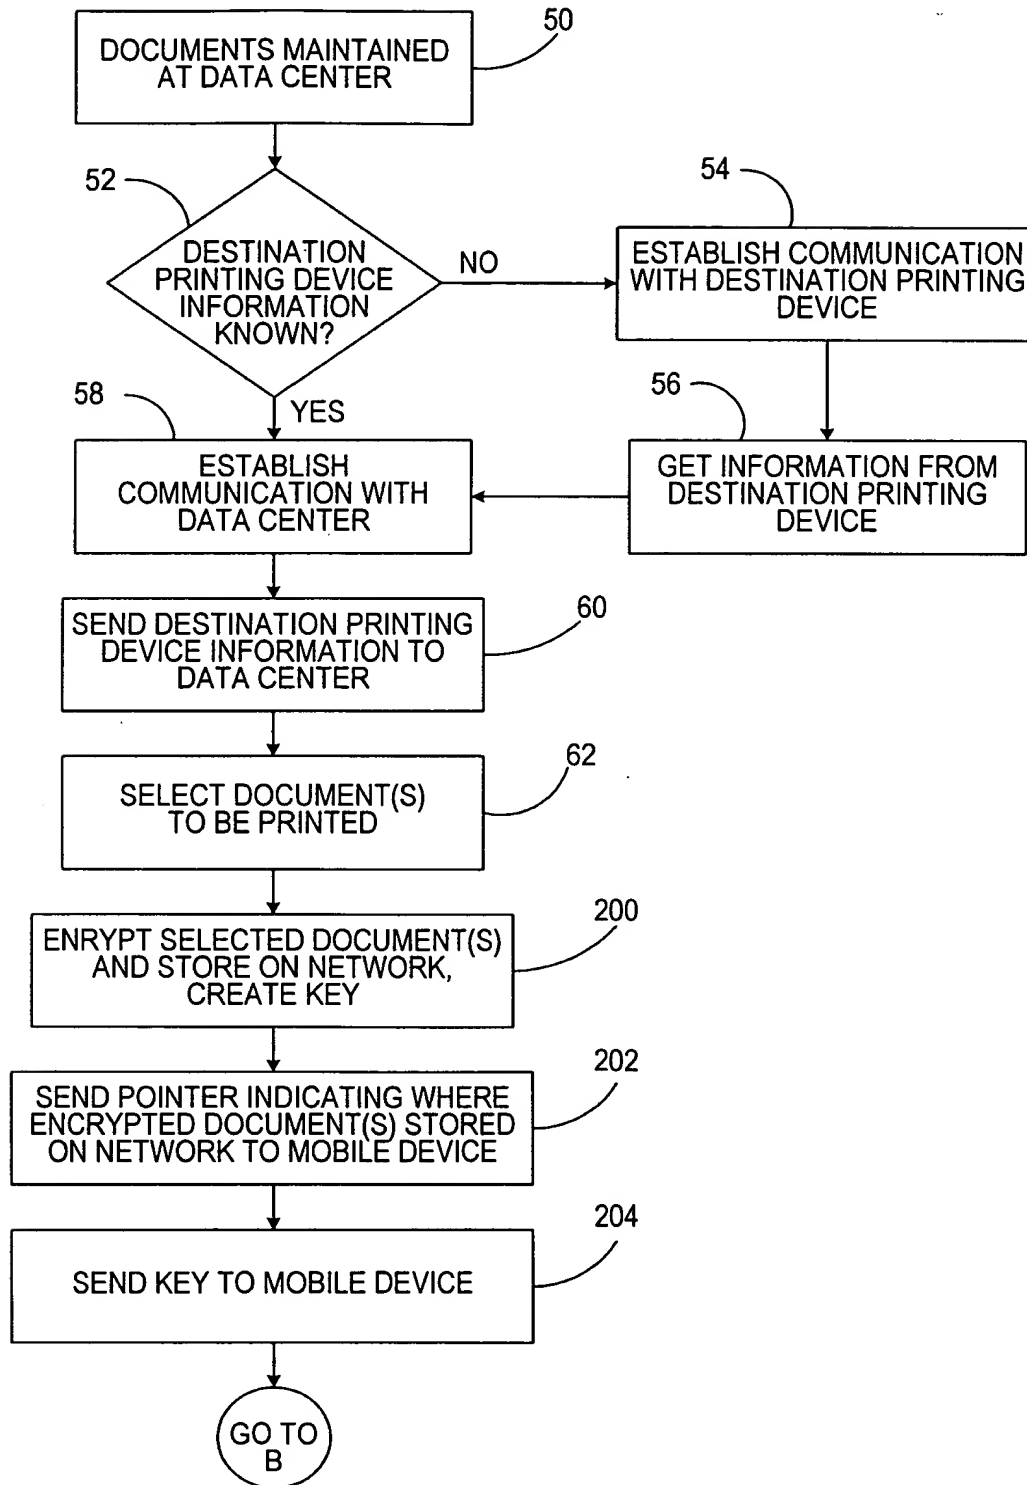 50
DOCUMENTS MAINTAINED
AT DATA CENTER
52
DESTINATION
PRINTING DEVICE
INFORMATION
KNOWN?
NO
54
ESTABLISH COMMUNICATION
WITH DESTINATION PRINTING
DEVICE
56
GET INFORMATION FROM
DESTINATION PRINTING
DEVICE
YES
58
ESTABLISH
COMMUNICATION WITH
DATA CENTER
60
SEND DESTINATION PRINTING
DEVICE INFORMATION TO
DATA CENTER
62
SELECT DOCUMENT(S)
TO BE PRINTED
200
ENRYPT SELECTED DOCUMENT(S)
AND STORE ON NETWORK,
CREATE KEY
202
SEND POINTER INDICATING WHERE
ENCRYPTED DOCUMENT(S) STORED
ON NETWORK TO MOBILE DEVICE
204
SEND KEY TO MOBILE DEVICE
GO TO
B